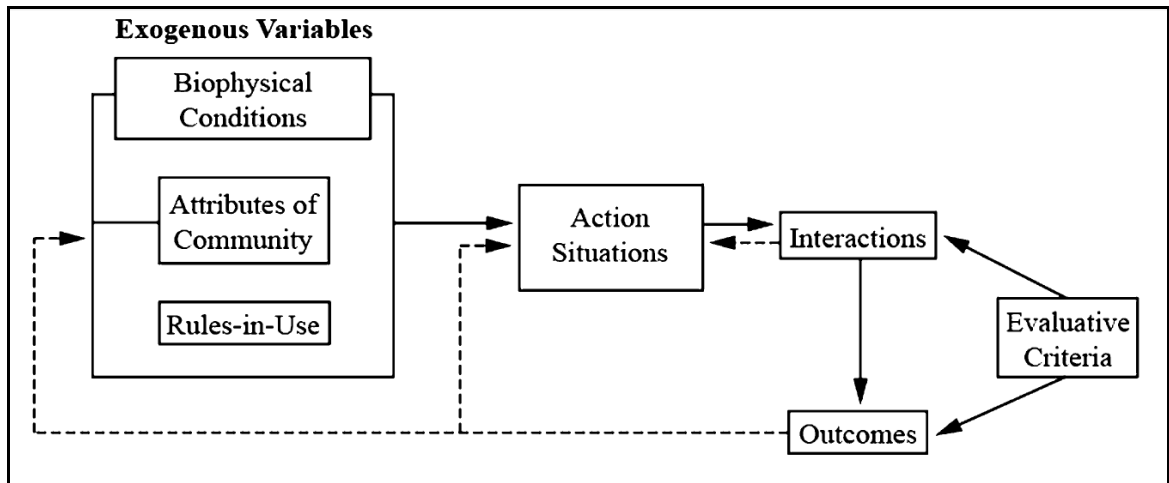 Exogenous Variables
Biophysical
Conditions
Attributes of
Community
Rules-in-Use
Action
Situations
Interactions
Evaluative
Criteria
Outcomes